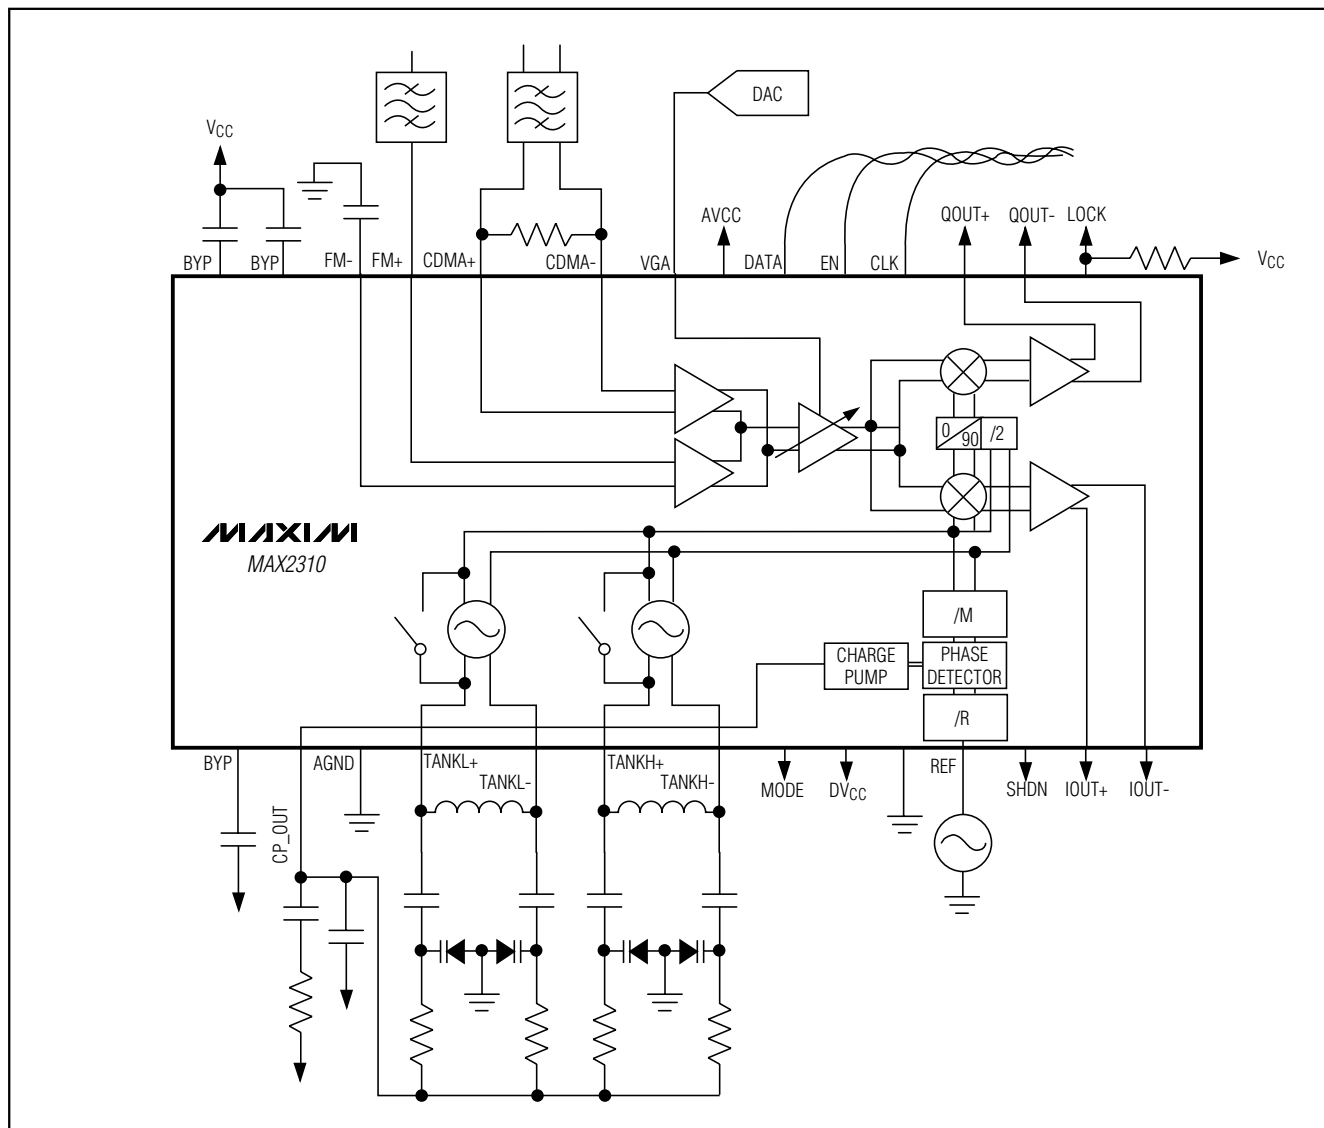 DAC
VCC
AVCC
QOUT+
QOUT-
LOCK
BYP
BYP
FM-
FM+
CDMA+
CDMA-
VGA
DATA
EN
CLK
VCC
0
90
/2
MAXIM
MAX2310
/M
CHARGE
PUMP
PHASE
DETECTOR
/R
BYP
AGND
TANKL+
TANKL-
TANKH+
TANKH-
MODE
DVCC
REF
SHDN
IOUT+
IOUT-
CP_OUT